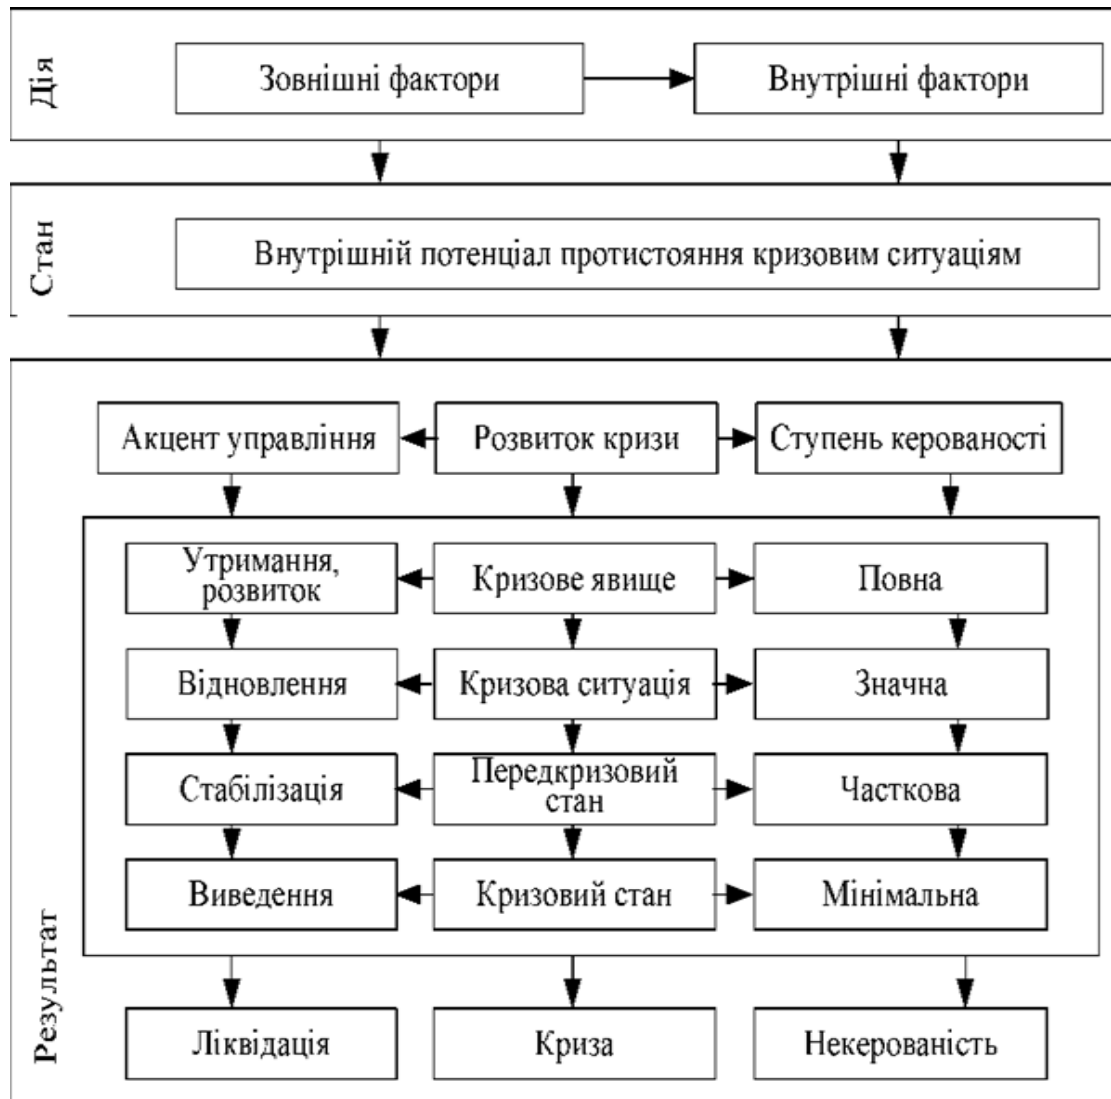 Дія
Зовнішні фактори
Внутрішні фактори
Стан
Внутрішній потенціал протистояння кризовим ситуаціям
Результат
Акцент управління
Розвиток кризи
Ступень керованості
Утримання,
розвиток
Кризове явище
Повна
Відновлення
Кризова ситуація
Значна
Стабілізація
Передкризовий
стан
Часткова
Виведення
Кризовий стан
Мінімальна
Ліквідація
Криза
Некерованість